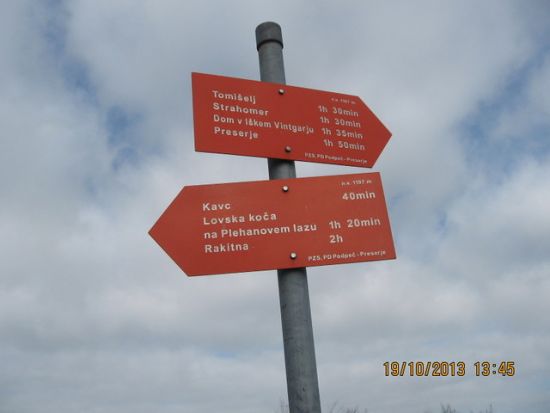 n.v. 1107 m
Tomišelj 1h 30min
Strahomer 1h 30min
Dom v Iškem Vintgarju 1h 35min
Preserje 1h 50min
PZS, PD Podpeč - Preserje
n.v. 1107 m
Kavc 40min
Lovska koča
na Plehanovem lazu 1h 20min
Rakitna 2h
PZS, PD Podpeč - Preserje
19/10/2013 13:45